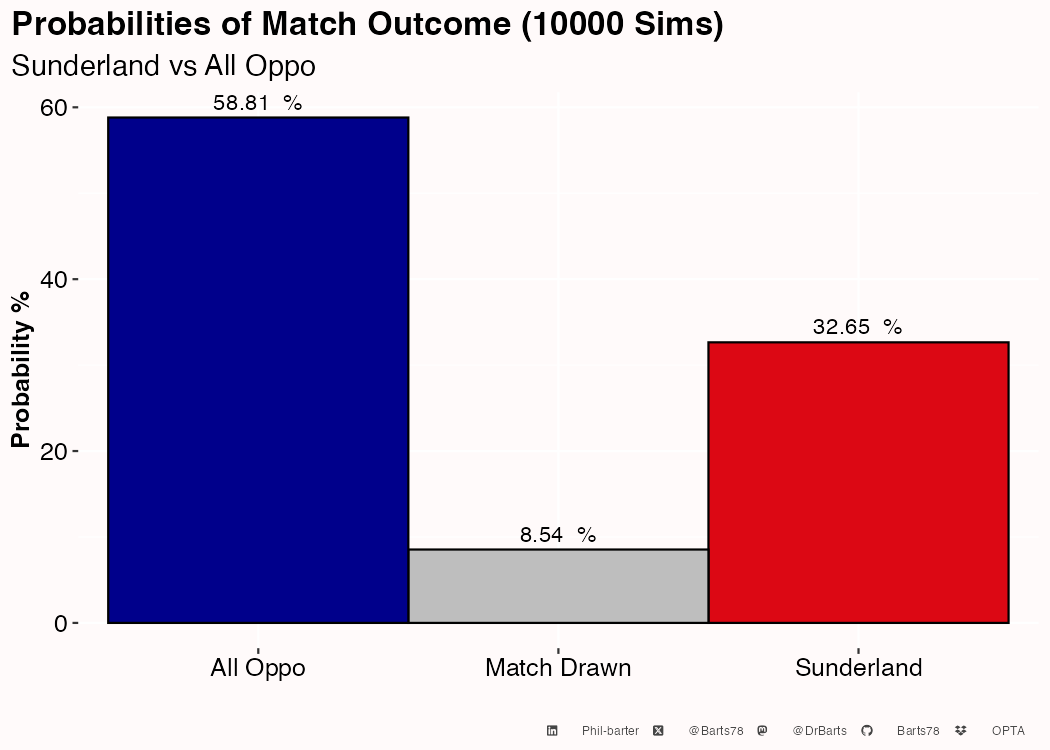 Probabilities of Match Outcome (10000 Sims)
Sunderland vs All Oppo
Probability %
60
40
20
0
58.81 %
8.54 %
32.65 %
All Oppo
Match Drawn
Sunderland
Phil-barter @Barts78 @DrBarts Barts78 OPTA